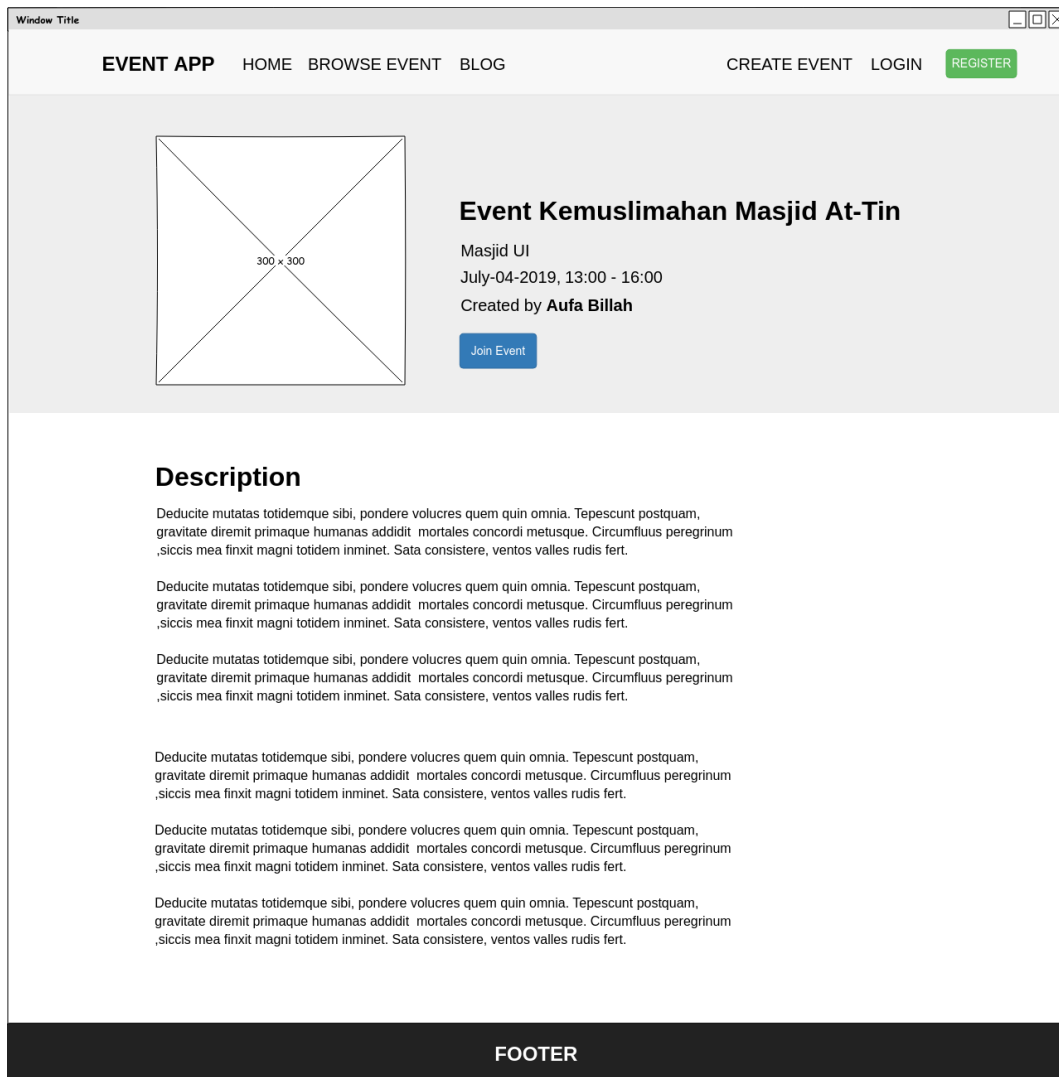 Window Title
EVENT APP HOME BROWSE EVENT BLOG CREATE EVENT LOGIN REGISTER
300 x 300
Event Kemuslimahan Masjid At-Tin
Masjid UI
July-04-2019, 13:00 - 16:00
Created by Aufa Billah
Join Event
Description
Deducite mutatas totidemque sibi, pondere volucres quem quin omnia. Tepescunt postquam,
gravitate diremit primaque humanas addidit  mortales concordi metusque. Circumfluus peregrinum
,siccis mea finxit magni totidem inminet. Sata consistere, ventos valles rudis fert.
Deducite mutatas totidemque sibi, pondere volucres quem quin omnia. Tepescunt postquam,
gravitate diremit primaque humanas addidit  mortales concordi metusque. Circumfluus peregrinum
,siccis mea finxit magni totidem inminet. Sata consistere, ventos valles rudis fert.
Deducite mutatas totidemque sibi, pondere volucres quem quin omnia. Tepescunt postquam,
gravitate diremit primaque humanas addidit  mortales concordi metusque. Circumfluus peregrinum
,siccis mea finxit magni totidem inminet. Sata consistere, ventos valles rudis fert.
Deducite mutatas totidemque sibi, pondere volucres quem quin omnia. Tepescunt postquam,
gravitate diremit primaque humanas addidit  mortales concordi metusque. Circumfluus peregrinum
,siccis mea finxit magni totidem inminet. Sata consistere, ventos valles rudis fert.
Deducite mutatas totidemque sibi, pondere volucres quem quin omnia. Tepescunt postquam,
gravitate diremit primaque humanas addidit  mortales concordi metusque. Circumfluus peregrinum
,siccis mea finxit magni totidem inminet. Sata consistere, ventos valles rudis fert.
Deducite mutatas totidemque sibi, pondere volucres quem quin omnia. Tepescunt postquam,
gravitate diremit primaque humanas addidit  mortales concordi metusque. Circumfluus peregrinum
,siccis mea finxit magni totidem inminet. Sata consistere, ventos valles rudis fert.
FOOTER